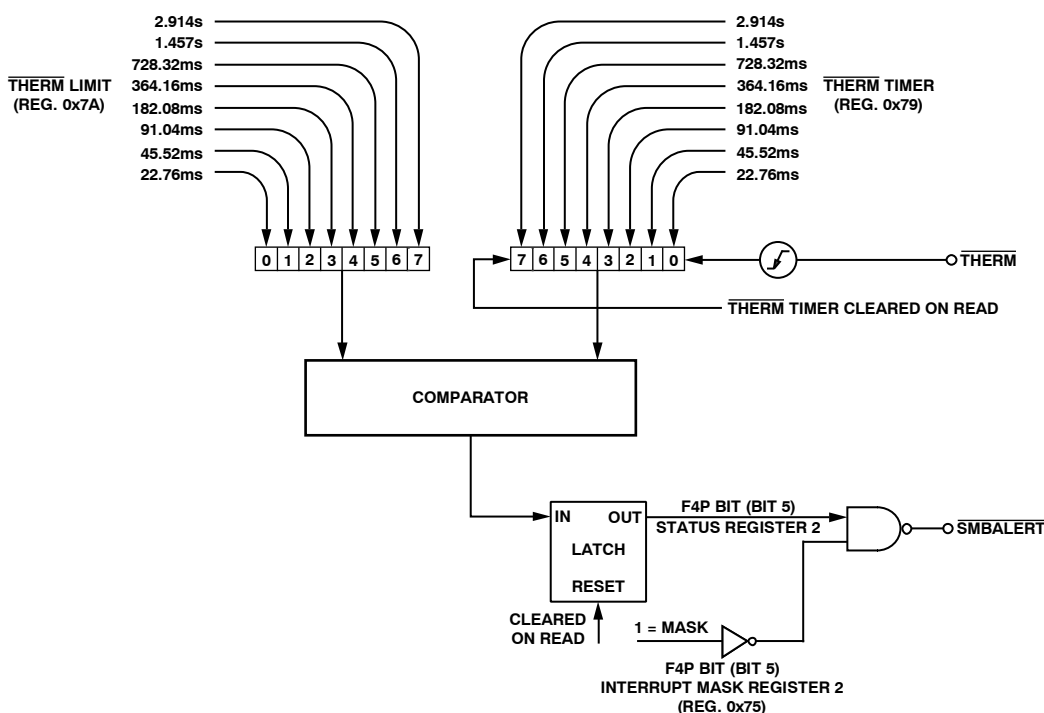 2.914s
1.457s
728.32ms
364.16ms
182.08ms
91.04ms
45.52ms
22.76ms
THERM LIMIT
(REG. 0x7A)
0 1 2 3 4 5 6 7
2.914s
1.457s
728.32ms
364.16ms
182.08ms
91.04ms
45.52ms
22.76ms
THERM TIMER
(REG. 0x79)
7 6 5 4 3 2 1 0
THERM
THERM TIMER CLEARED ON READ
COMPARATOR
IN OUT
LATCH
RESET
CLEARED
ON READ
F4P BIT (BIT 5)
STATUS REGISTER 2
SMBALERT
1 = MASK
F4P BIT (BIT 5)
INTERRUPT MASK REGISTER 2
(REG. 0x75)